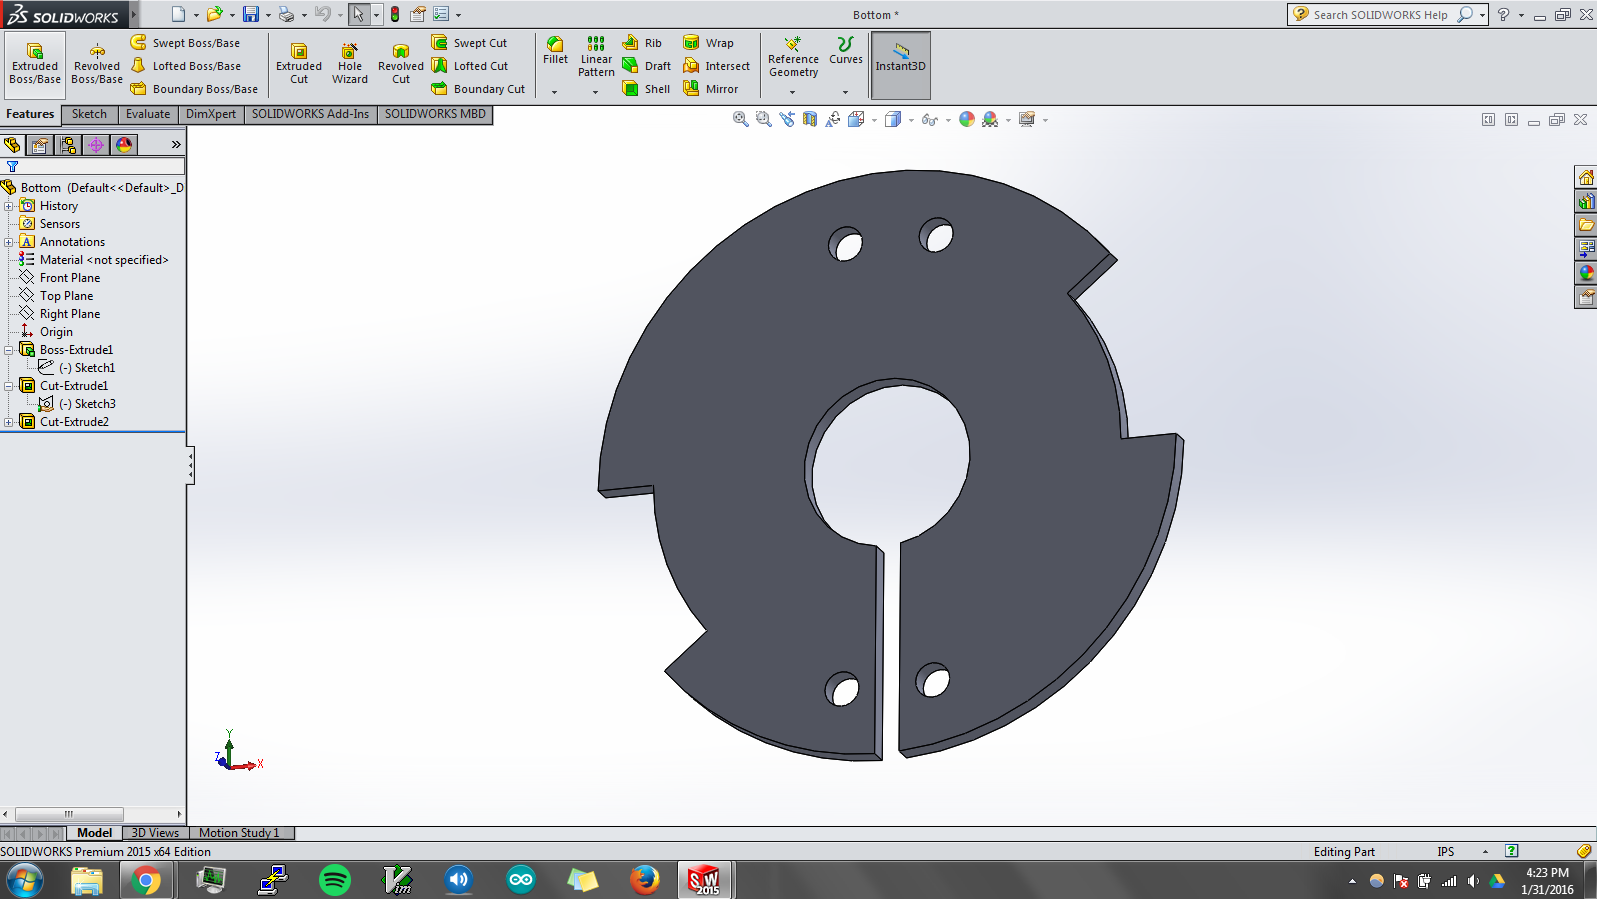 SOLIDWORKS
Bottom *
Search SOLIDWORKS Help
Extruded Boss/Base
Revolved Boss/Base
Swept Boss/Base
Lofted Boss/Base
Boundary Boss/Base
Extruded Cut
Hole Wizard
Revolved Cut
Swept Cut
Lofted Cut
Boundary Cut
Fillet
Linear Pattern
Rib
Draft
Shell
Wrap
Intersect
Mirror
Reference Geometry
Curves
Instant3D
Features
Sketch
Evaluate
DimXpert
SOLIDWORKS Add-Ins
SOLIDWORKS MBD
Bottom (Default<<Default>_D
History
Sensors
Annotations
Material <not specified>
Front Plane
Top Plane
Right Plane
Origin
Boss-Extrude1
(-) Sketch1
Cut-Extrude1
(-) Sketch3
Cut-Extrude2
Y
Z
X
Model
3D Views
Motion Study 1
SOLIDWORKS Premium 2015 x64 Edition
Editing Part
IPS
Vim
SW
2015
4:23 PM
1/31/2016